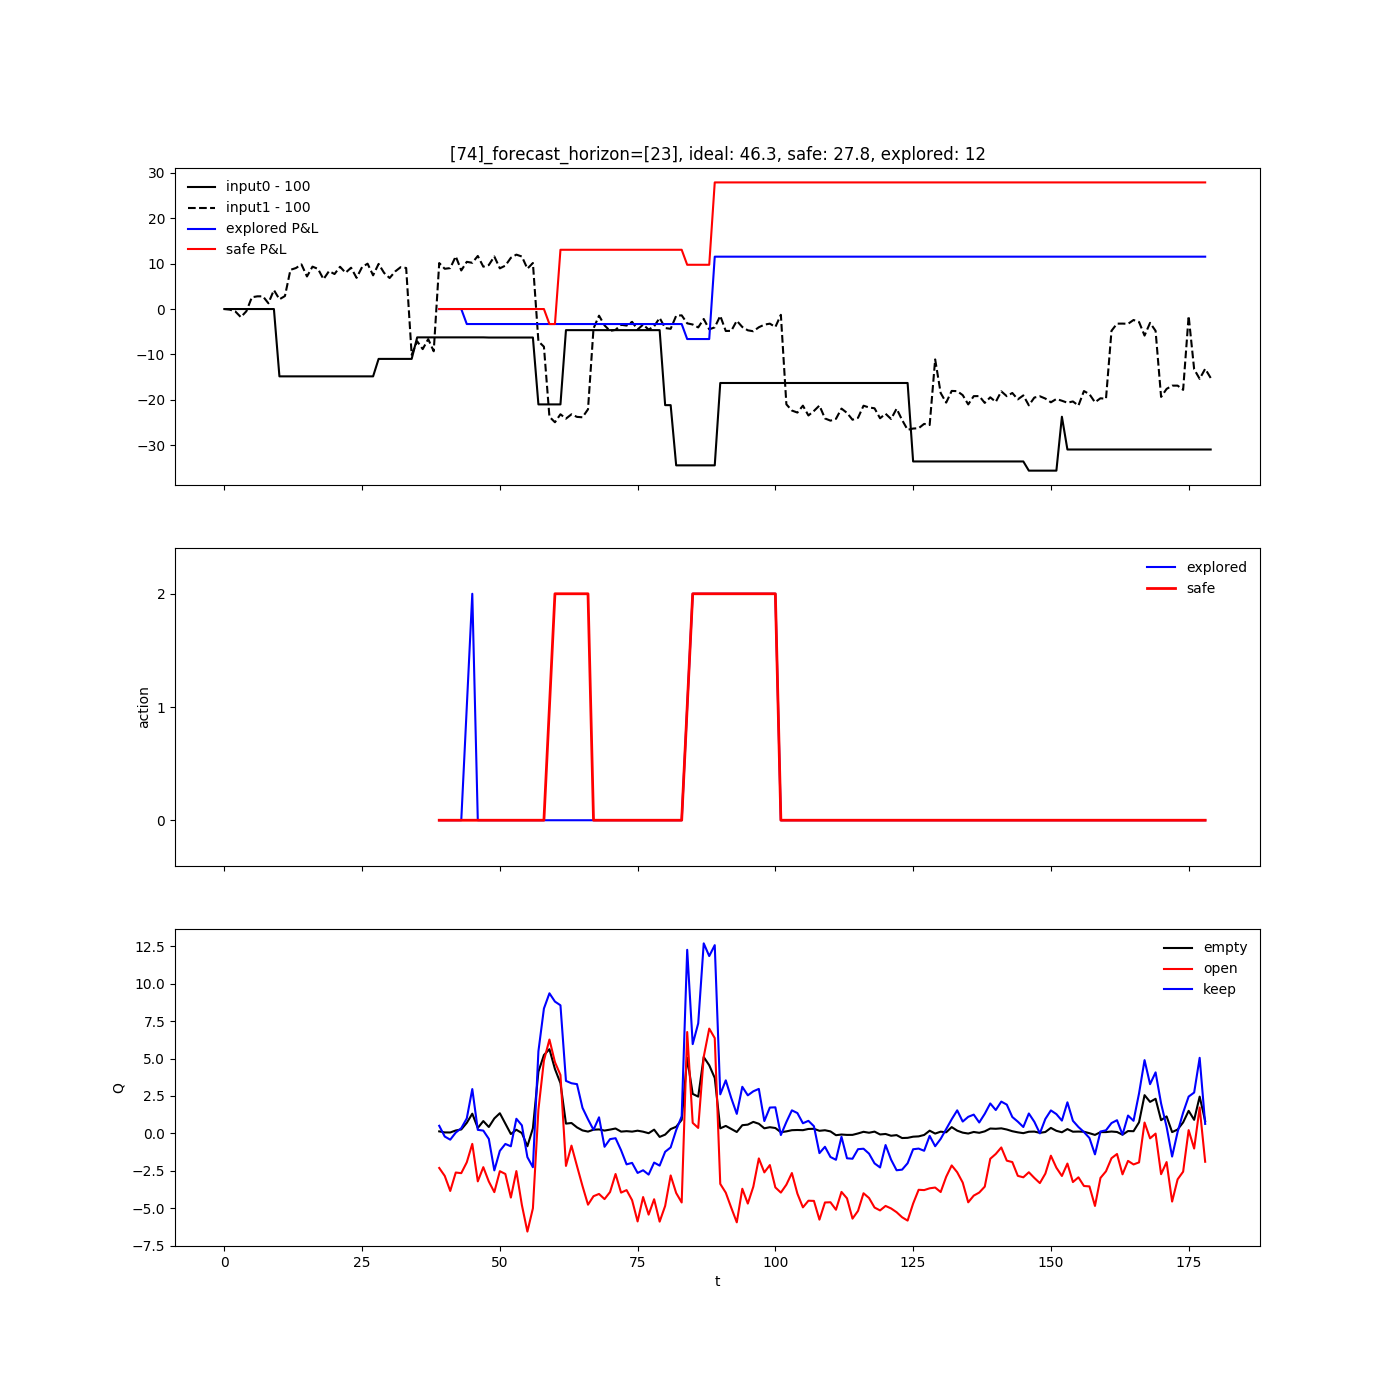 [74]_forecast_horizon=[23], ideal: 46.3, safe: 27.8, explored: 12
30
20
10
0
−10
−20
−30
input0 - 100
input1 - 100
explored P&L
safe P&L
action
2
1
0
explored
safe
Q
12.5
10.0
7.5
5.0
2.5
0.0
−2.5
−5.0
−7.5
empty
open
keep
0 25 50 75 100 125 150 175
t